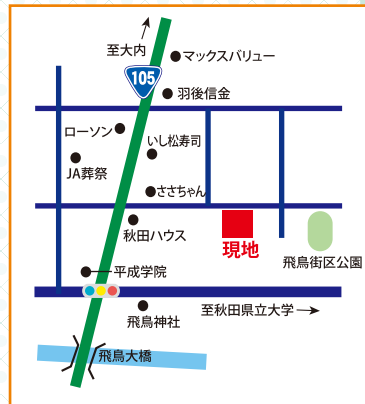 至大内
マックスバリュー
105
羽後信金
ローソン
いし松寿司
JA葬祭
ささちゃん
秋田ハウス
現地
飛鳥街区公園
平成学院
飛鳥神社
至秋田県立大学
飛鳥大橋